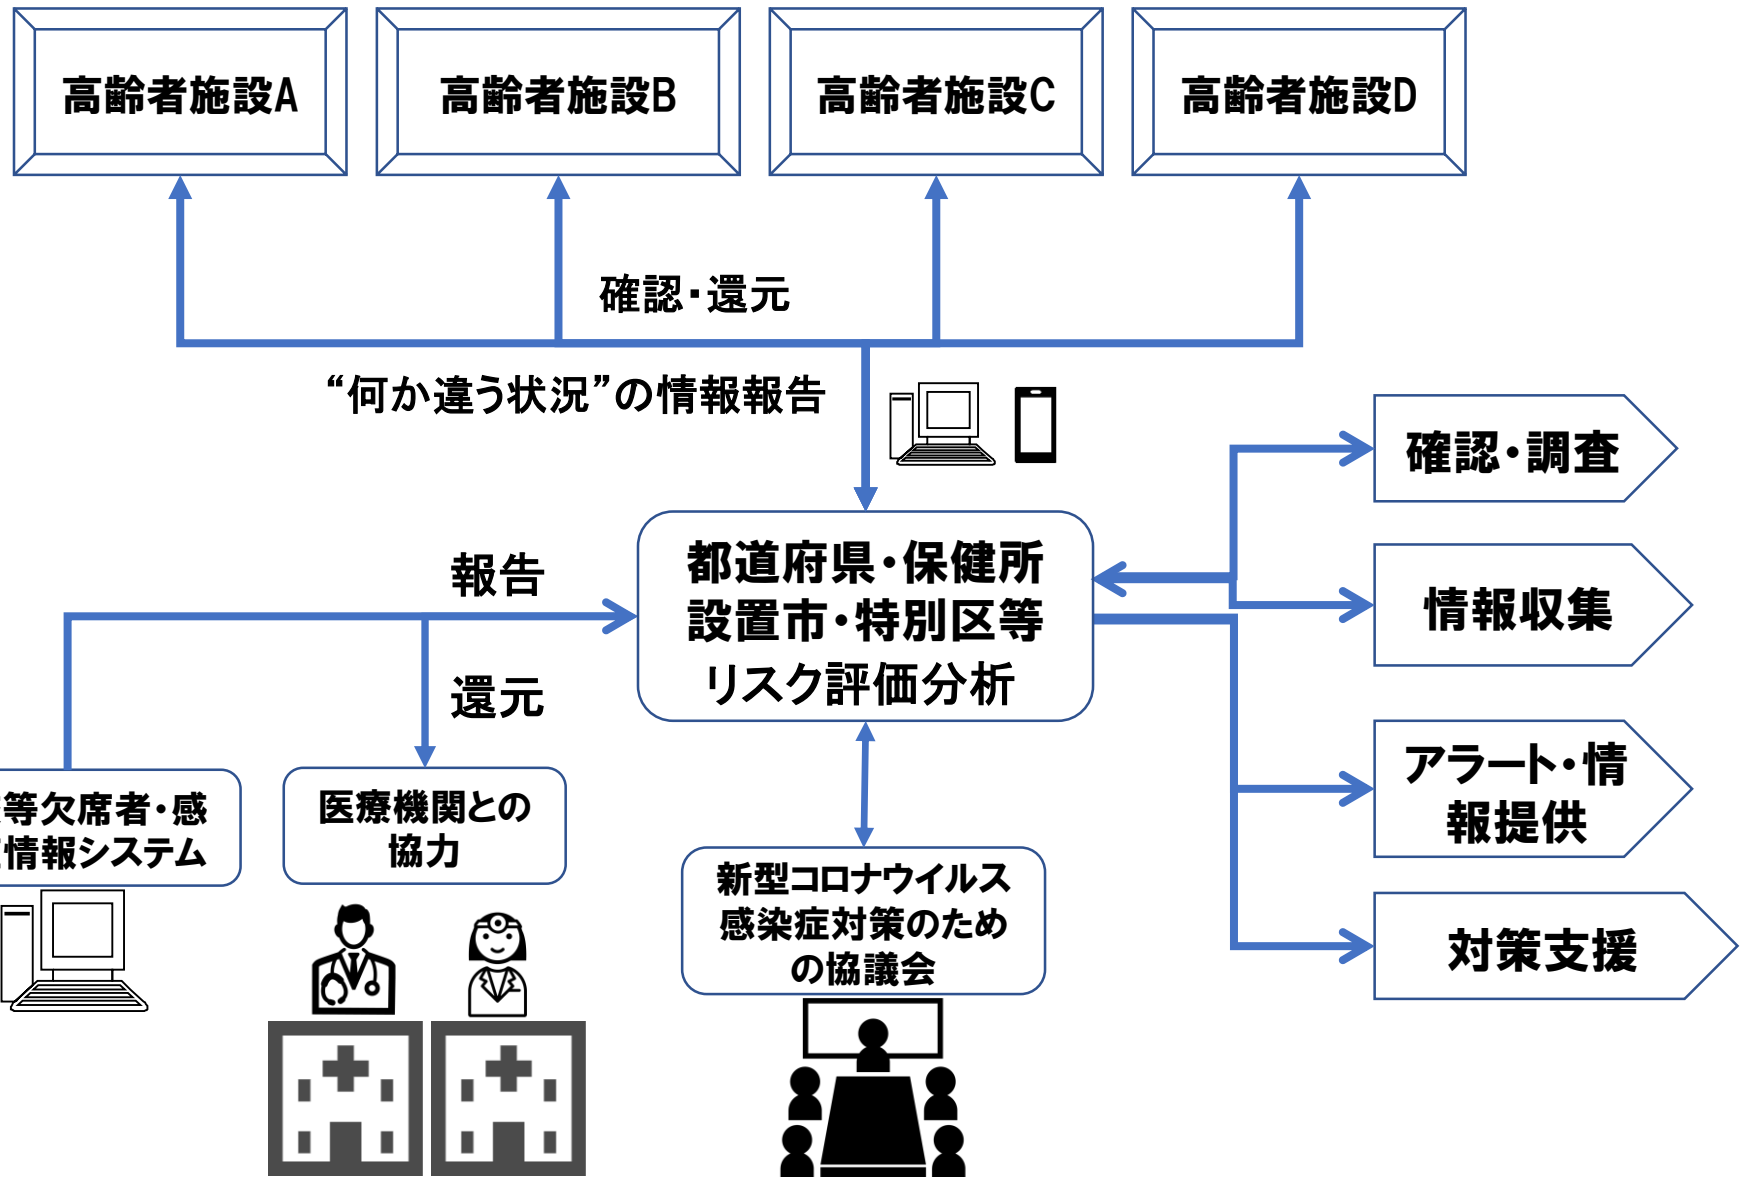 高齢者施設A
高齢者施設B
高齢者施設C
高齢者施設D
確認・還元
“何か違う状況”の情報報告
都道府県・保健所
設置市・特別区等
リスク評価分析
報告
還元
等欠席者・感
情報システム
医療機関との
協力
新型コロナウイルス
感染症対策のため
の協議会
確認・調査
情報収集
アラート・情
報提供
対策支援